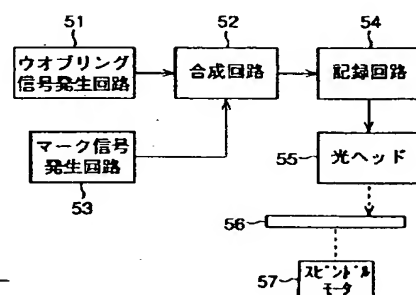 51
52
54
ウオブリング
信号発生回路
合成回路
記録回路
マーク信号
発生回路
53
55
光ヘッド
56
57
スピンドル
モータ